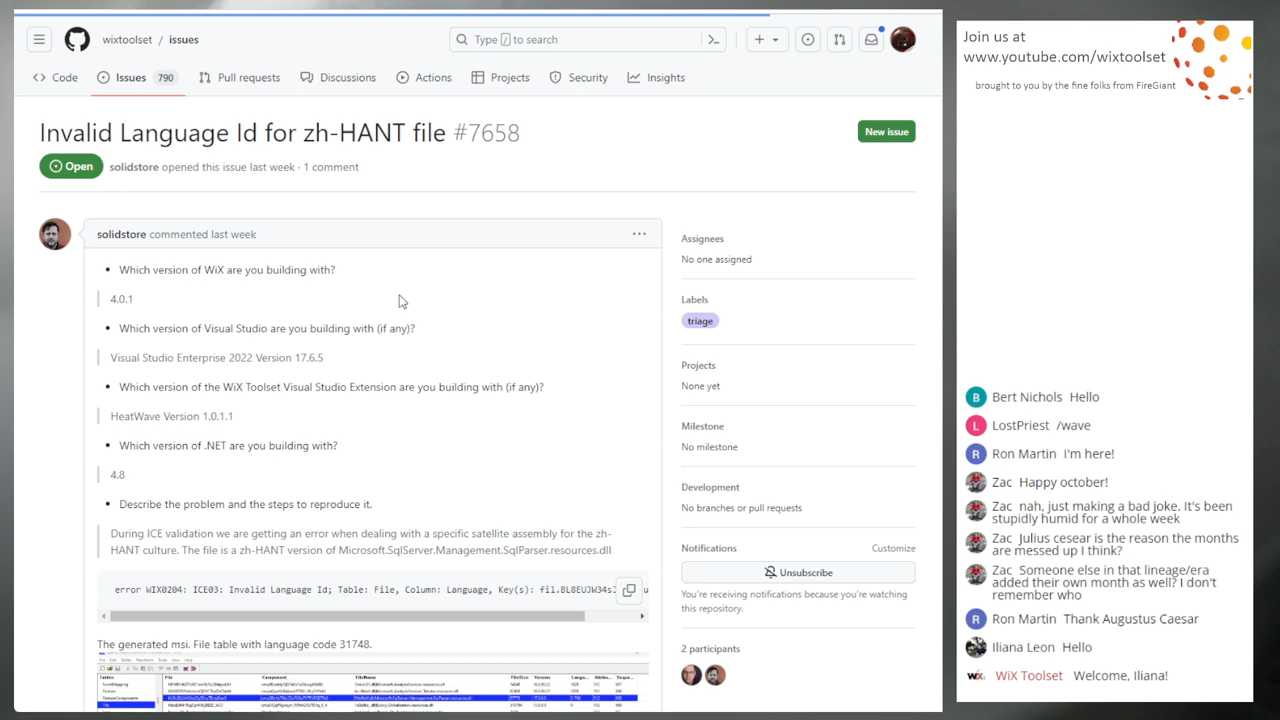 wixtoolset / issues
Type / to search
Code
Issues 790
Pull requests
Discussions
Actions
Projects
Security
Insights
Invalid Language Id for zh-HANT file #7658
New issue
Open
solidstore opened this issue last week · 1 comment
solidstore commented last week
Which version of WiX are you building with?
4.0.1
Which version of Visual Studio are you building with (if any)?
Visual Studio Enterprise 2022 Version 17.6.5
Which version of the WiX Toolset Visual Studio Extension are you building with (if any)?
HeatWave Version 1.0.1.1
Which version of .NET are you building with?
4.8
Describe the problem and the steps to reproduce it.
During ICE validation we are getting an error when dealing with a specific satellite assembly for the zh-
HANT culture. The file is a zh-HANT version of Microsoft.SqlServer.Management.SqlParser.resources.dll
error WIX0204: ICE03: Invalid Language Id; Table: File, Column: Language, Key(s):
The generated msi. File table with language code 31748.
Assignees
No one assigned
Labels
triage
Projects
None yet
Milestone
No milestone
Development
No branches or pull requests
Notifications
Customize
Unsubscribe
You're receiving notifications because you're watching
this repository.
2 participants
Join us at
www.youtube.com/wixtoolset
brought to you by the fine folks from FireGiant
B Bert Nichols Hello
L LostPriest /wave
R Ron Martin I'm here!
Zac Happy october!
Zac nah, just making a bad joke. It's been
stupidly humid for a whole week
Zac Julius cesear is the reason the months
are messed up I think?
Zac Someone else in that lineage/era
added their own month as well? I don't
remember who
R Ron Martin Thank Augustus Caesar
Iliana Leon Hello
WiX WiX Toolset Welcome, Iliana!